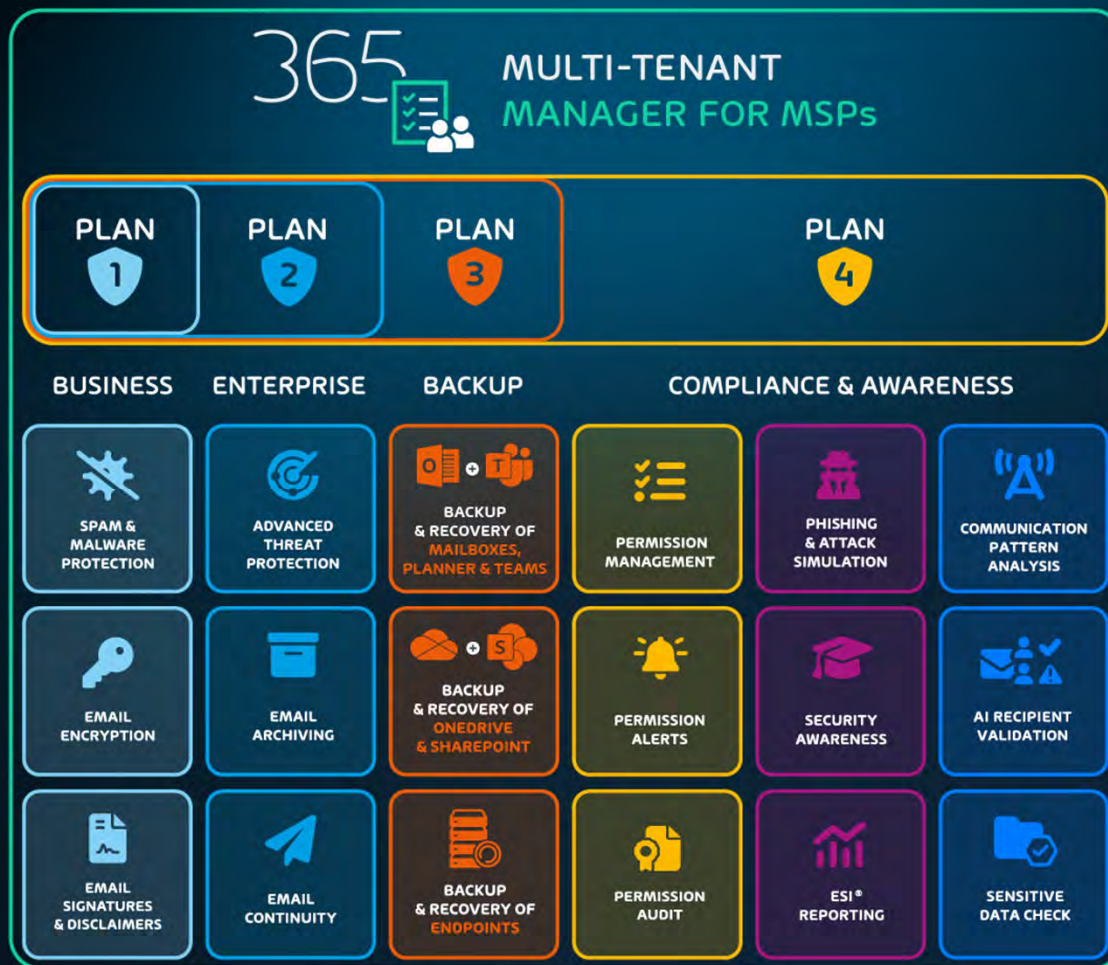 365
MULTI-TENANT
MANAGER FOR MSPs
PLAN
1
PLAN
2
PLAN
3
PLAN
4
BUSINESS
ENTERPRISE
BACKUP
COMPLIANCE & AWARENESS
SPAM &
MALWARE
PROTECTION
ADVANCED
THREAT
PROTECTION
O + T
BACKUP
& RECOVERY OF
MAILBOXES,
PLANNER & TEAMS
PERMISSION
MANAGEMENT
PHISHING
& ATTACK
SIMULATION
COMMUNICATION
PATTERN
ANALYSIS
EMAIL
ENCRYPTION
EMAIL
ARCHIVING
+ S
BACKUP
& RECOVERY OF
ONEDRIVE
& SHAREPOINT
PERMISSION
ALERTS
SECURITY
AWARENESS
AI RECIPIENT
VALIDATION
EMAIL
SIGNATURES
& DISCLAIMERS
EMAIL
CONTINUITY
BACKUP
& RECOVERY OF
ENDPOINTS
PERMISSION
AUDIT
ESI®
REPORTING
SENSITIVE
DATA CHECK